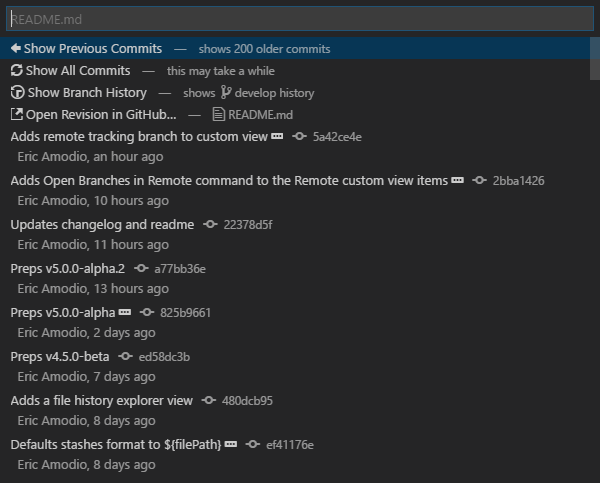 README.md
Show Previous Commits — shows 200 older commits
Show All Commits — this may take a while
Show Branch History — shows develop history
Open Revision in GitHub... — README.md
Adds remote tracking branch to custom view 5a42ce4e
Eric Amodio, an hour ago
Adds Open Branches in Remote command to the Remote custom view items 2bba1426
Eric Amodio, 10 hours ago
Updates changelog and readme 22378d5f
Eric Amodio, 11 hours ago
Preps v5.0.0-alpha.2 a77bb36e
Eric Amodio, 13 hours ago
Preps v5.0.0-alpha 825b9661
Eric Amodio, 2 days ago
Preps v4.5.0-beta ed58dc3b
Eric Amodio, 7 days ago
Adds a file history explorer view 480dcb95
Eric Amodio, 8 days ago
Defaults stashes format to ${filePath} ef41176e
Eric Amodio, 8 days ago